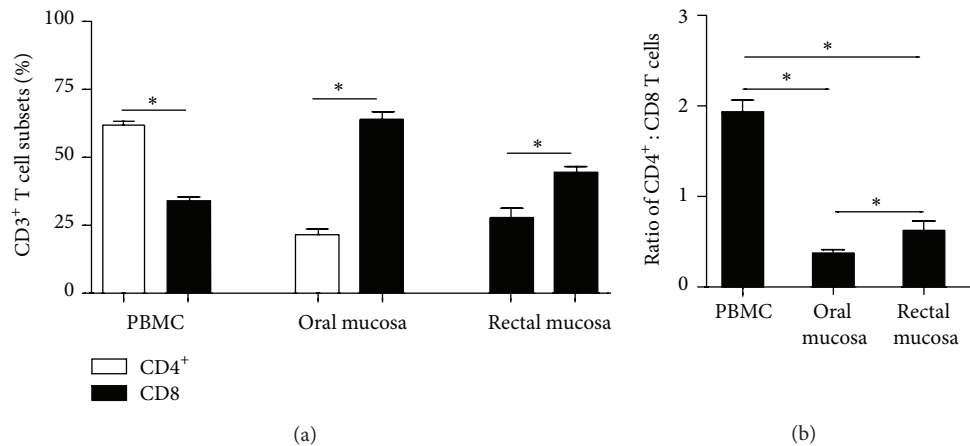 CD3⁺ T cell subsets (%)
100
75
50
25
0
*
*
*
PBMC
Oral mucosa
Rectal mucosa
CD4⁺
CD8
(a)
Ratio of CD4⁺ : CD8 T cells
3
2
1
0
*
*
*
PBMC
Oral
mucosa
Rectal
mucosa
(b)